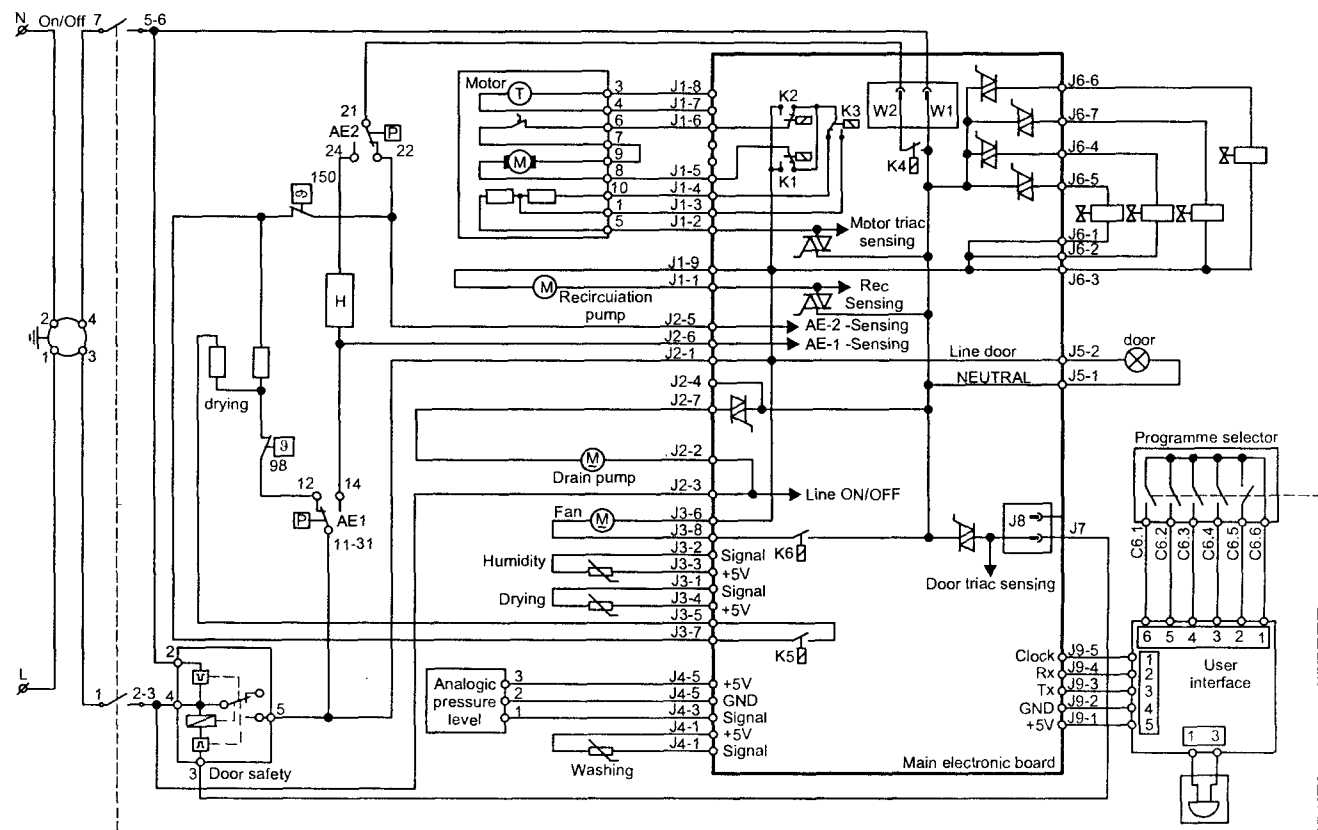 N On/Off 7 5-6
Motor
T
3 J1-8
4 J1-7
6 J1-6
7
9
M
8 J1-5
10 J1-4
1 J1-3
5 J1-2
K2
K3
K1
W2 W1
K4
J6-6
J6-7
J6-4
J6-5
J6-1
J6-2
J6-3
21
AE2 P
24 22
150
Motor triac
sensing
J1-9
J1-1
M
Recircuiation
pump
Rec
Sensing
H
2 4
1 3
J2-5 AE-2 -Sensing
J2-6 AE-1 -Sensing
J2-1 Line door J5-2 door
NEUTRAL J5-1
J2-4
J2-7
drying
98
J2-2
M
Drain pump
J2-3 Line ON/OFF
12 14
P AE1
11-31
Fan M J3-6
J3-8
K6
Humidity J3-2 Signal
J3-3 +5V
Drying J3-1 Signal
J3-4 +5V
J3-5
J3-7
K5
J8 J7
Door triac sensing
Programme selector
C6.1 C6.2 C6.3 C6.4 C6.5 C6.6
6 5 4 3 2 1
User
interface
Clock J9-5 1
Rx J9-4 2
Tx J9-3 3
GND J9-2 4
+5V J9-1 5
1 3
L
1 2-3 4
2
5
3 Door safety
Analogic
pressure
level
3 J4-5 +5V
2 J4-5 GND
1 J4-3 Signal
J4-1 +5V
J4-1 Signal
Washing
Main electronic board